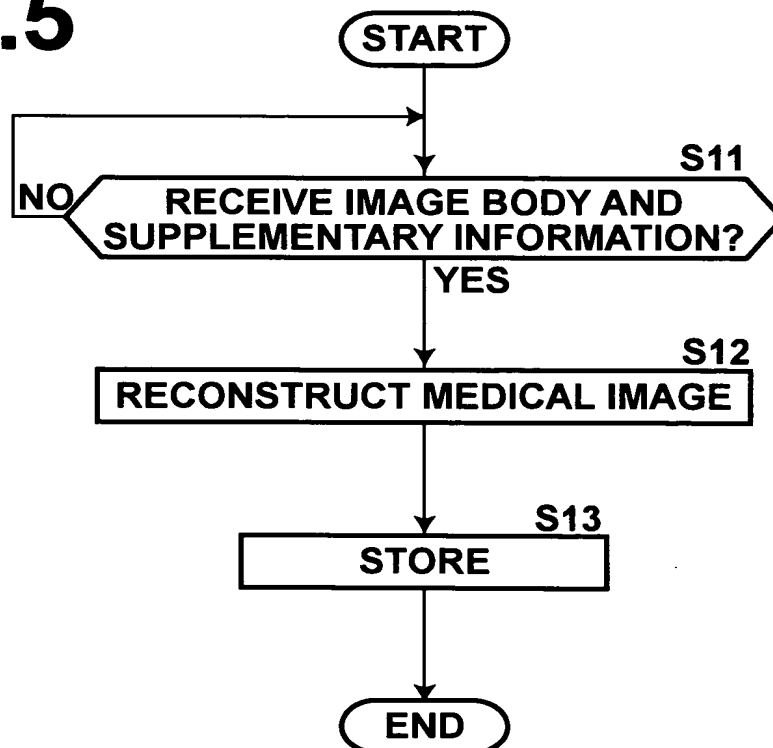 .5
START
S11
NO
RECEIVE IMAGE BODY AND
SUPPLEMENTARY INFORMATION?
YES
S12
RECONSTRUCT MEDICAL IMAGE
S13
STORE
END